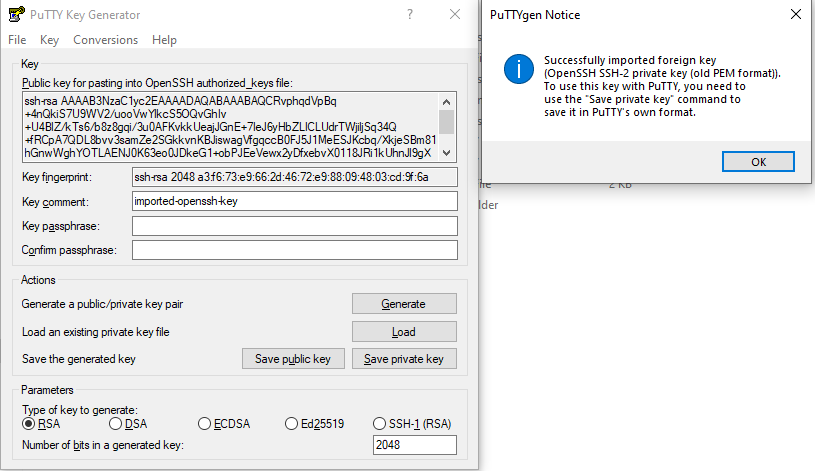 PuTTY Key Generator
?
File Key Conversions Help
Key
Public key for pasting into OpenSSH authorized_keys file:
ssh-rsa AAAAB3NzaC1yc2EAAAADAQABAAABAQCRvphqdVpBq
+4nQkiS7U9WV2/uooVwYlkcS5OQvGhlv
+U4BlZ/kTs6/b8z8gqi/3u0AFKvkkUeajJGnE+7leJ6yHbZLlCLUdrTWjiljSq34Q
+fRCpA7QDL8bvv3samZe2SGkkvnKBJiswagVfgqccB0FJ5J1MeESJKcbq/XkjeSBm81
hGnwWghYOTLAENJ0K63eo0JDkeG1+obPJEeVewx2yDfxebvX0118JRi1kUhnJl9gX
Key fingerprint:
ssh-rsa 2048 a3:f6:73:e9:66:2d:46:72:e9:88:09:48:03:cd:9f:6a
Key comment:
imported-openssh-key
Key passphrase:
Confirm passphrase:
Actions
Generate a public/private key pair
Generate
Load an existing private key file
Load
Save the generated key
Save public key
Save private key
Parameters
Type of key to generate:
RSA
DSA
ECDSA
Ed25519
SSH-1 (RSA)
Number of bits in a generated key:
2048
PuTTYgen Notice
Successfully imported foreign key
(OpenSSH SSH-2 private key (old PEM format)).
To use this key with PuTTY, you need to
use the "Save private key" command to
save it in PuTTY's own format.
OK
2 KB